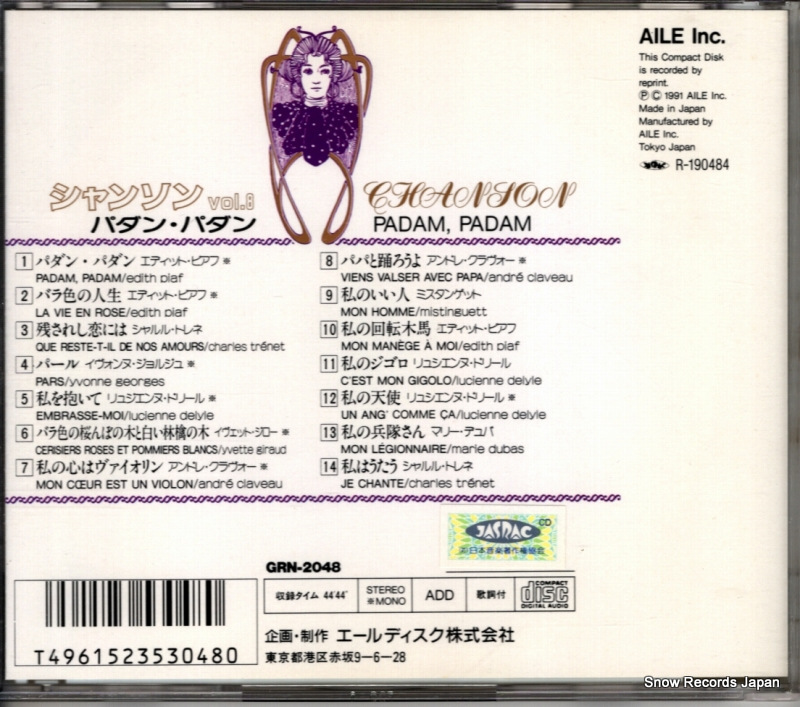 AILE Inc.
This Compact Disk
is recorded by
reprint.
Ⓟ Ⓒ 1991 AILE Inc.
Made in Japan
Manufactured by
AILE Inc.
Tokyo Japan
R-190484
シャンソン vol.8
パダン・パダン
CHANSON
PADAM, PADAM
1 パダン・パダン エディット・ピアフ ※
PADAM, PADAM/edith piaf
2 バラ色の人生 エディット・ピアフ ※
LA VIE EN ROSE/edith piaf
3 残されし恋には シャルル・トレネ
QUE RESTE-T-IL DE NOS AMOURS/charles trénet
4 パール イヴォンヌ・ジョルジュ ※
PARS/yvonne georges
5 私を抱いて リュシエンヌ・ドリール ※
EMBRASSE-MOI/lucienne delyle
6 バラ色の桜んぼの木と白い林檎の木 イヴェット・ジロー ※
CERISIERS ROSES ET POMMIERS BLANCS/yvette giraud
7 私の心はヴァイオリン アンドレ・クラヴォー ※
MON CŒUR EST UN VIOLON/andré claveau
8 パパと踊ろうよ アンドレ・クラヴォー ※
VIENS VALSER AVEC PAPA/andré claveau
9 私のいい人 ミスタンゲット
MON HOMME/mistinguett
10 私の回転木馬 エディット・ピアフ
MON MANÈGE À MOI/edith piaf
11 私のジゴロ リュシエンヌ・ドリール
C'EST MON GIGOLO/lucienne delyle
12 私の天使 リュシエンヌ・ドリール ※
UN ANG' COMME ÇA/lucienne delyle
13 私の兵隊さん マリー・デュバ
MON LÉGIONNAIRE/marie dubas
14 私はうたう シャルル・トレネ
JE CHANTE/charles trénet
JASRAC CD
日本音楽著作権協会
GRN-2048
収録タイム 44'44"
STEREO
※MONO
ADD
歌詞付
COMPACT
disc
DIGITAL AUDIO
T4961523530480
企画・制作 エールディスク株式会社
東京都港区赤坂9-6-28
Snow Records Japan